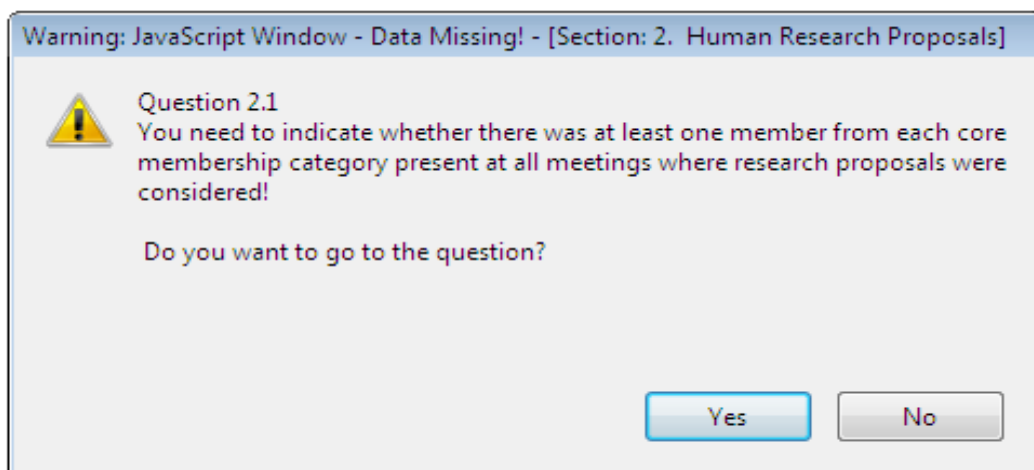 Warning: JavaScript Window - Data Missing! - [Section: 2.  Human Research Proposals]
Question 2.1
You need to indicate whether there was at least one member from each core
membership category present at all meetings where research proposals were
considered!
Do you want to go to the question?
Yes
No